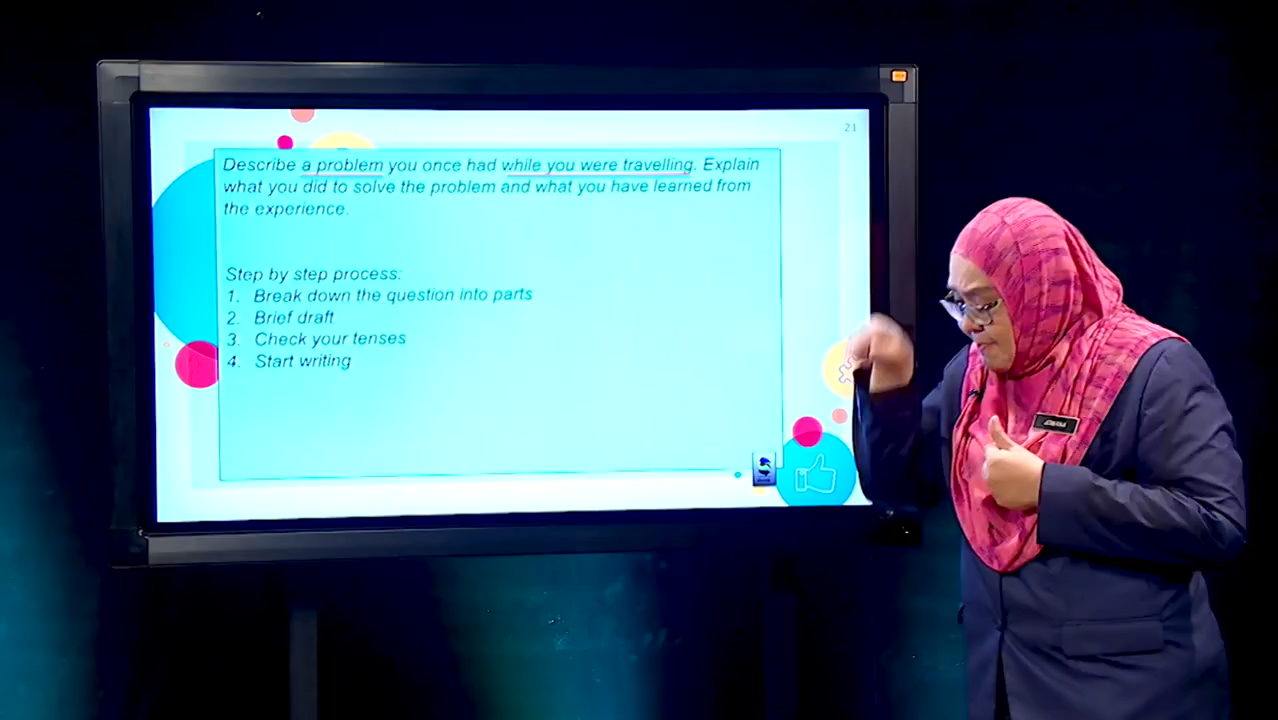 21
Describe a problem you once had while you were travelling. Explain
what you did to solve the problem and what you have learned from
the experience.
Step by step process:
1. Break down the question into parts
2. Brief draft
3. Check your tenses
4. Start writing